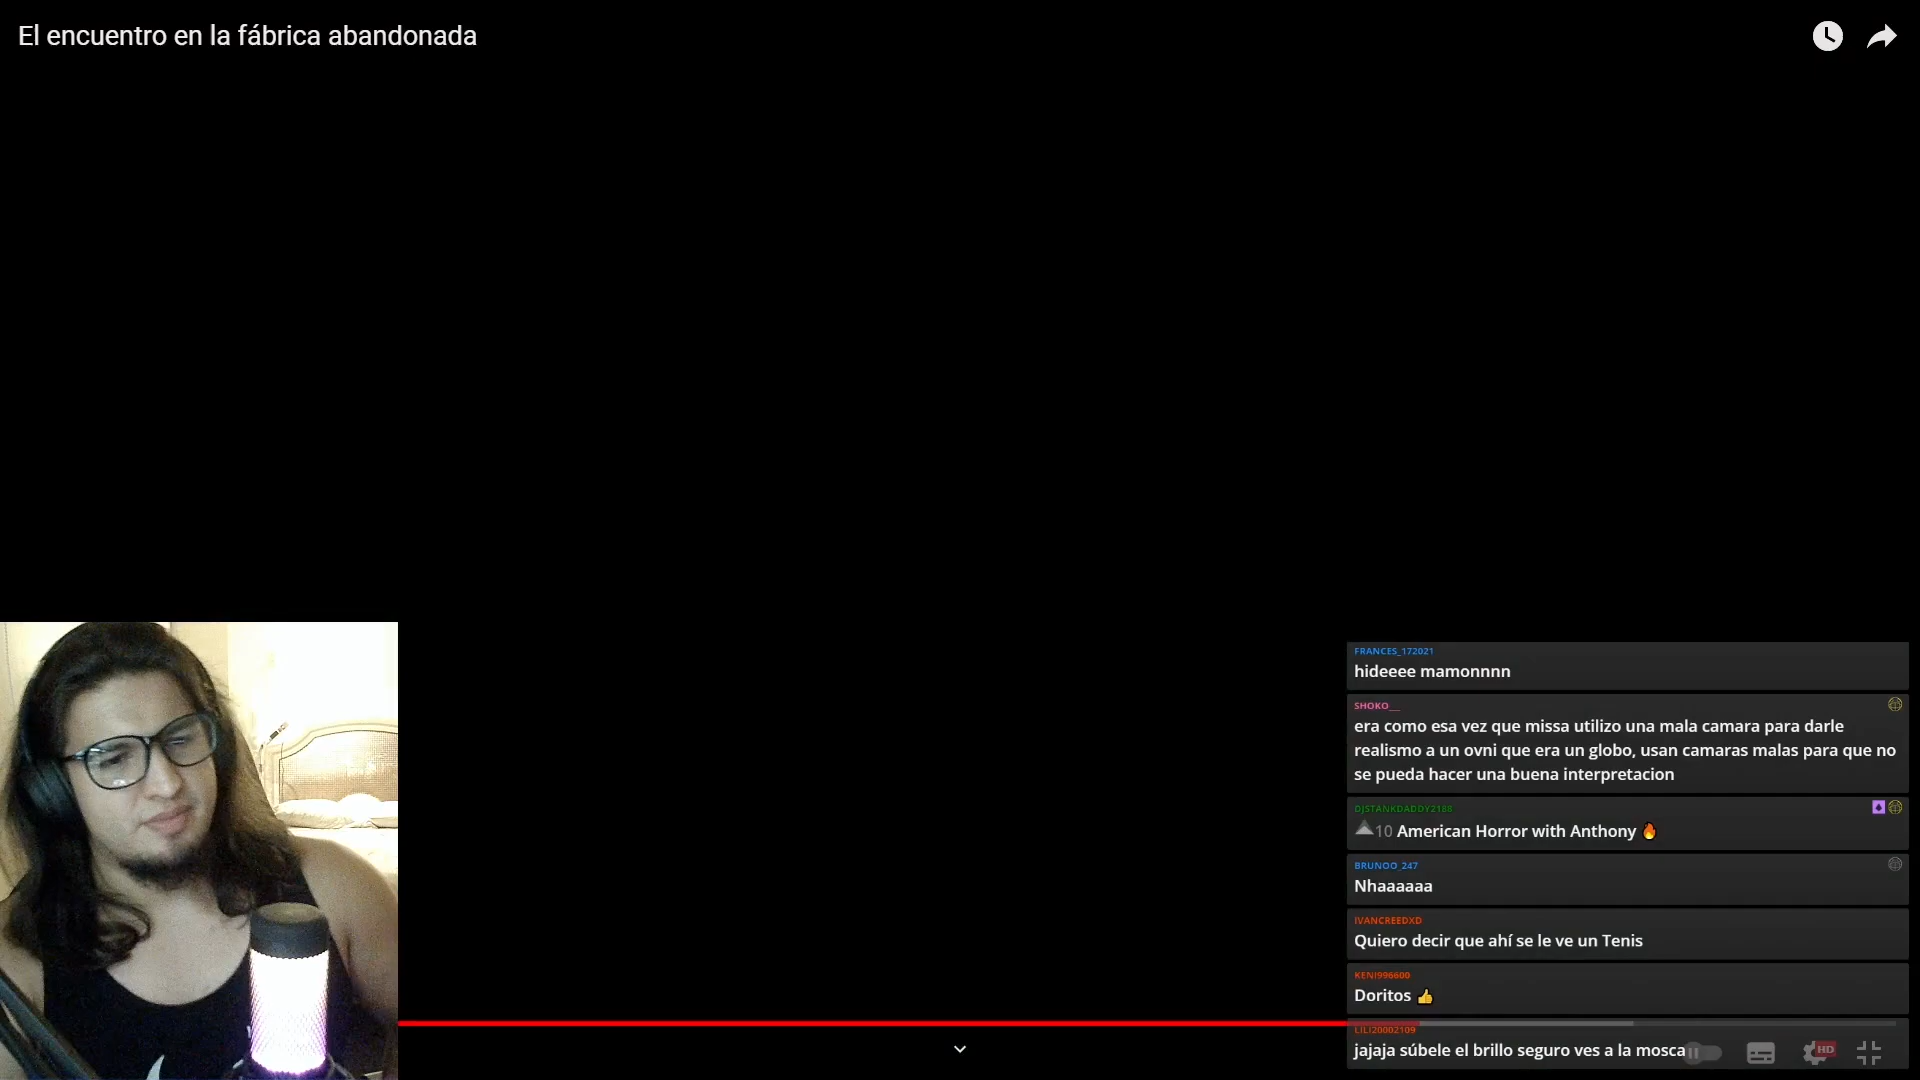 El encuentro en la fábrica abandonada
FRANCES_172021
hideeee mamonnnn
SHOKO__
era como esa vez que missa utilizo una mala camara para darle
realismo a un ovni que era un globo, usan camaras malas para que no
se pueda hacer una buena interpretacion
DJSTANKDADDY2188
10 American Horror with Anthony 🔥
BRUNOO_247
Nhaaaaaa
IVANCREEDXD
Quiero decir que ahí se le ve un Tenis
KENI996600
Doritos 👍
LILI20002109
jajaja súbele el brillo seguro ves a la mosca
HD